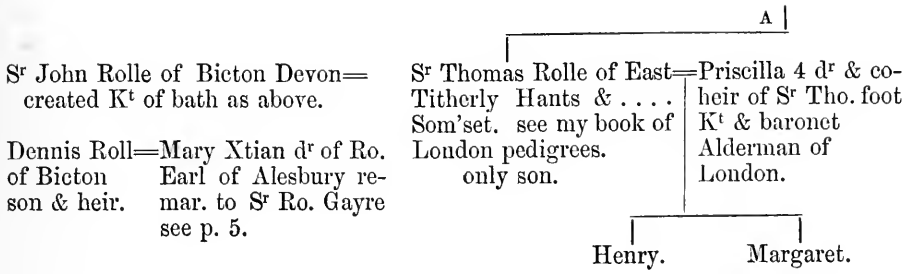 A
Sʳ John Rolle of Bicton Devon=
created Kᵗ of bath as above.
Dennis Roll=Mary Xtian dʳ of Ro.
of Bicton Earl of Alesbury re-
son & heir. mar. to Sʳ Ro. Gayre
see p. 5.
Sʳ Thomas Rolle of East=Priscilla 4 dʳ & co-
Titherly Hants & . . . . heir of Sʳ Tho. foot
Som'set. see my book of Kᵗ & baronet
London pedigrees. Alderman of
only son. London.
Henry. Margaret.